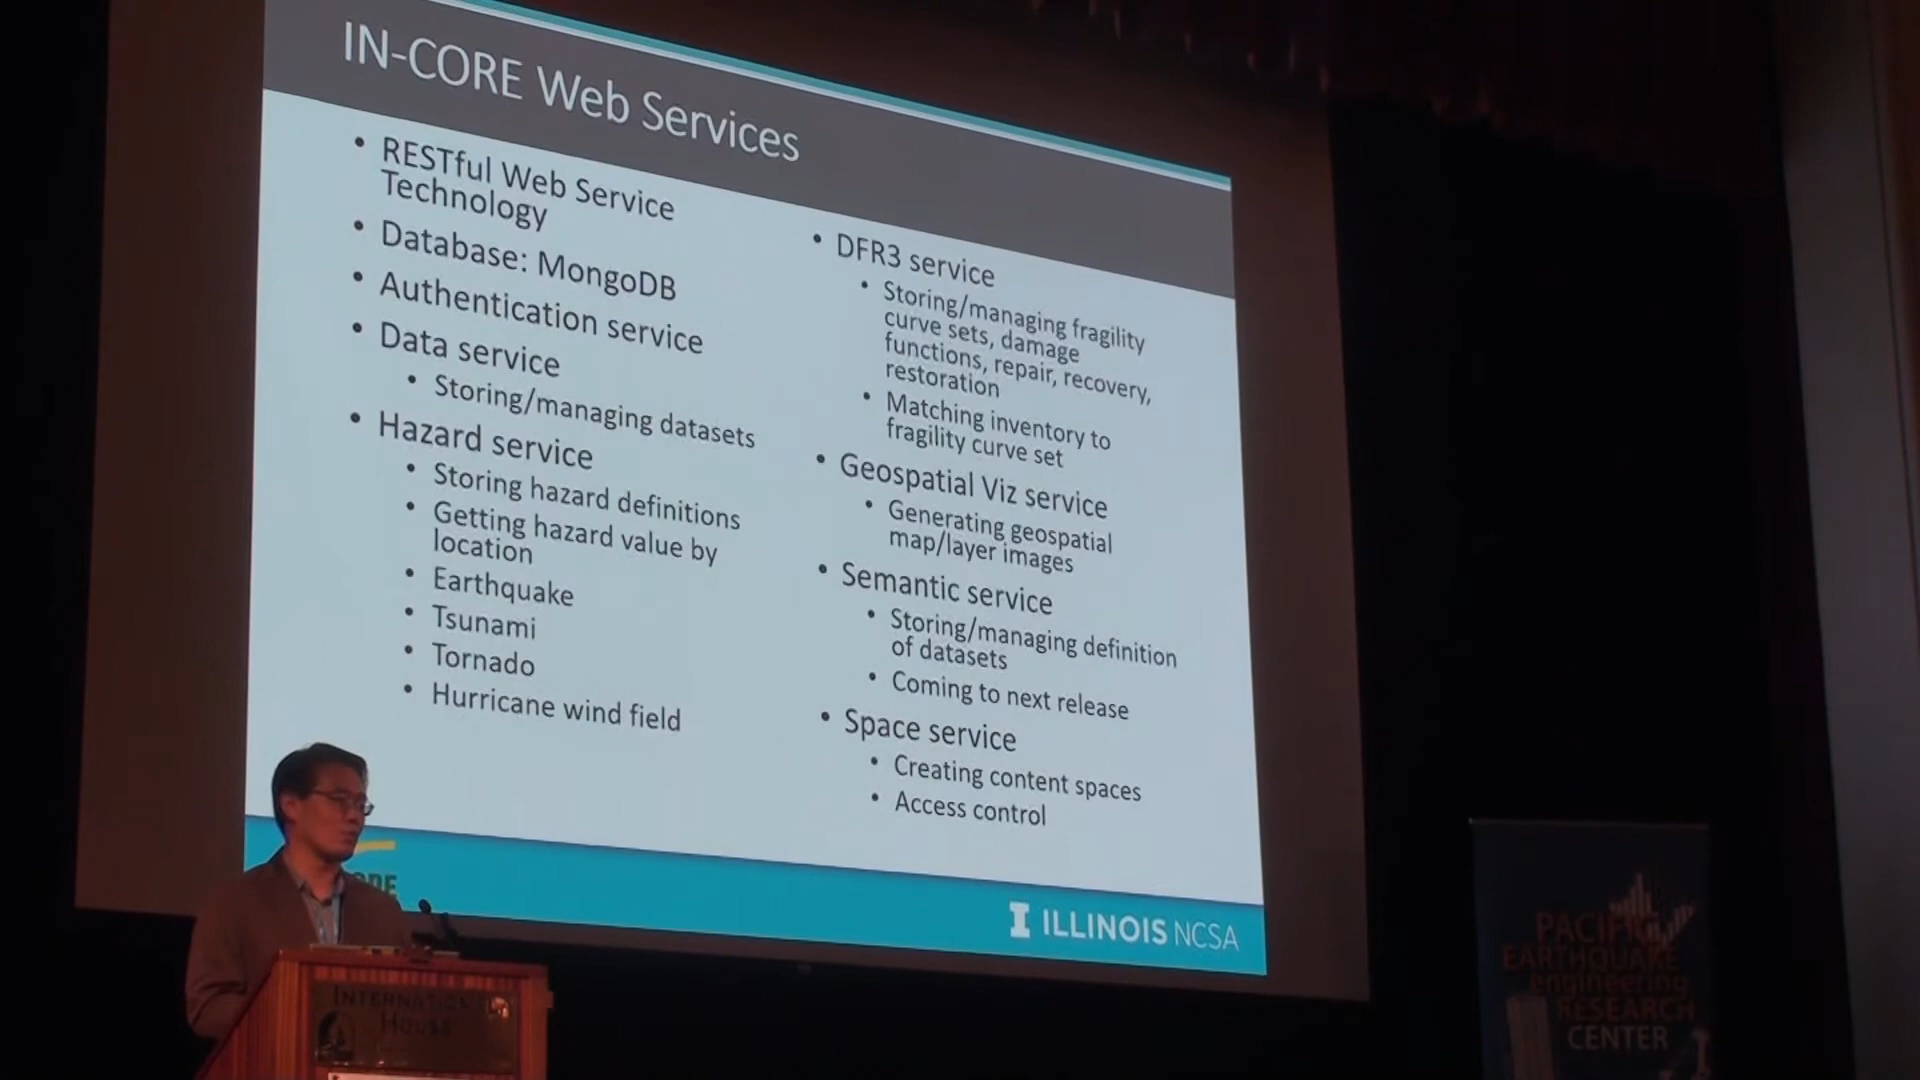 IN-CORE Web Services
• RESTful Web Service
Technology
• Database: MongoDB
• Authentication service
• Data service
• Storing/managing datasets
• Hazard service
• Storing hazard definitions
• Getting hazard value by
location
• Earthquake
• Tsunami
• Tornado
• Hurricane wind field
• DFR3 service
• Storing/managing fragility
curve sets, damage
functions, repair, recovery,
restoration
• Matching inventory to
fragility curve set
• Geospatial Viz service
• Generating geospatial
map/layer images
• Semantic service
• Storing/managing definition
of datasets
• Coming to next release
• Space service
• Creating content spaces
• Access control
ILLINOIS NCSA
INTERNATIONAL
HOUSE
PACIFIC
EARTHQUAKE
engineering
RESEARCH
CENTER